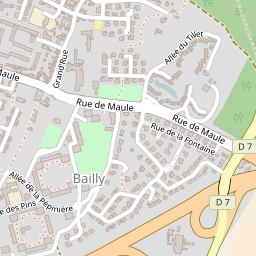 Allée du Tillet
Grand'Rue
Maule
Rue de Maule
Rue de Maule
Rue de la Fontaine
D 7
Bailly
Allée de la Pépinière
e des Pins
D 7